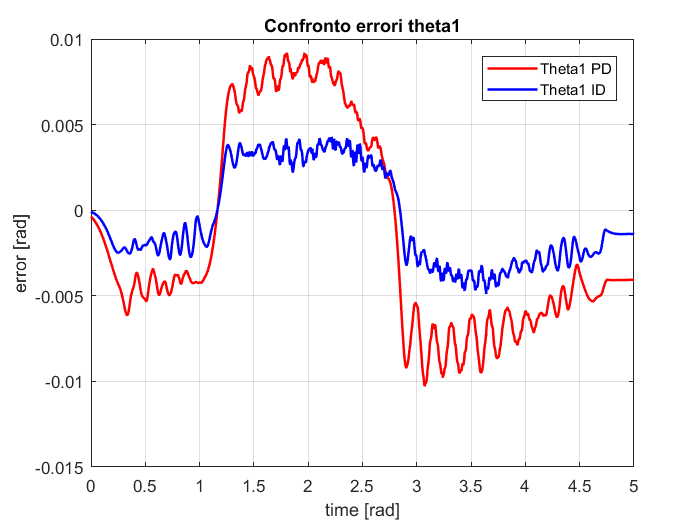 Confronto errori theta1
Theta1 PD
Theta1 ID
0.01
0.005
0
-0.005
-0.01
-0.015
error [rad]
0 0.5 1 1.5 2 2.5 3 3.5 4 4.5 5
time [rad]